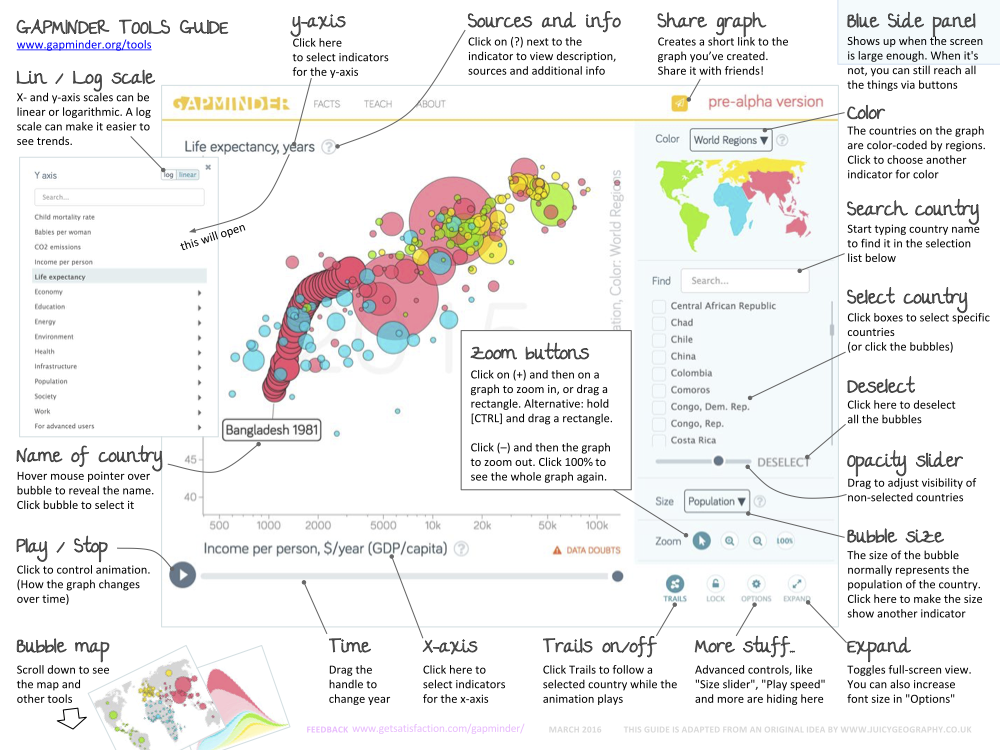 GAPMINDER TOOLS GUIDE
www.gapminder.org/tools
Lin / Log scale
X- and y-axis scales can be
linear or logarithmic. A log
scale can make it easier to
see trends.
y-axis
Click here
to select indicators
for the y-axis
Sources and info
Click on (?) next to the
indicator to view description,
sources and additional info
Share graph
Creates a short link to the
graph you've created.
Share it with friends!
Blue Side panel
Shows up when the screen
is large enough. When it's
not, you can still reach all
the things via buttons
GAPMINDER
FACTS
TEACH
ABOUT
pre-alpha version
Life expectancy, years ?
Y axis
log linear
Search...
Child mortality rate
Babies per woman
CO2 emissions
Income per person
Life expectancy
Economy
Education
Energy
Environment
Health
Infrastructure
Population
Society
Work
For advanced users
this will open
2015
Bangladesh 1981
45
40
500
1000
2000
5000
10k
20k
50k
100k
Income per person, $/year (GDP/capita) ?
DATA DOUBTS
ation, Color: World Regions
Zoom buttons
Click on (+) and then on a
graph to zoom in, or drag a
rectangle. Alternative: hold
[CTRL] and drag a rectangle.
Click (–) and then the graph
to zoom out. Click 100% to
see the whole graph again.
Color World Regions ▼ ?
Find Search...
Central African Republic
Chad
Chile
China
Colombia
Comoros
Congo, Dem. Rep.
Congo, Rep.
Costa Rica
DESELECT
Size Population ▼ ?
Zoom 100%
TRAILS
LOCK
OPTIONS
EXPAND
Color
The countries on the graph
are color-coded by regions.
Click to choose another
indicator for color
Search country
Start typing country name
to find it in the selection
list below
Select country
Click boxes to select specific
countries
(or click the bubbles)
Deselect
Click here to deselect
all the bubbles
Opacity slider
Drag to adjust visibility of
non-selected countries
Bubble size
The size of the bubble
normally represents the
population of the country.
Click here to make the size
show another indicator
Name of country
Hover mouse pointer over
bubble to reveal the name.
Click bubble to select it
Play / Stop
Click to control animation.
(How the graph changes
over time)
Bubble map
Scroll down to see
the map and
other tools
Time
Drag the
handle to
change year
X-axis
Click here to
select indicators
for the x-axis
Trails on/off
Click Trails to follow a
selected country while the
animation plays
More stuff...
Advanced controls, like
"Size slider", "Play speed"
and more are hiding here
Expand
Toggles full-screen view.
You can also increase
font size in "Options"
FEEDBACK www.getsatisfaction.com/gapminder/
MARCH 2016
THIS GUIDE IS ADAPTED FROM AN ORIGINAL IDEA BY WWW.JUICYGEOGRAPHY.CO.UK